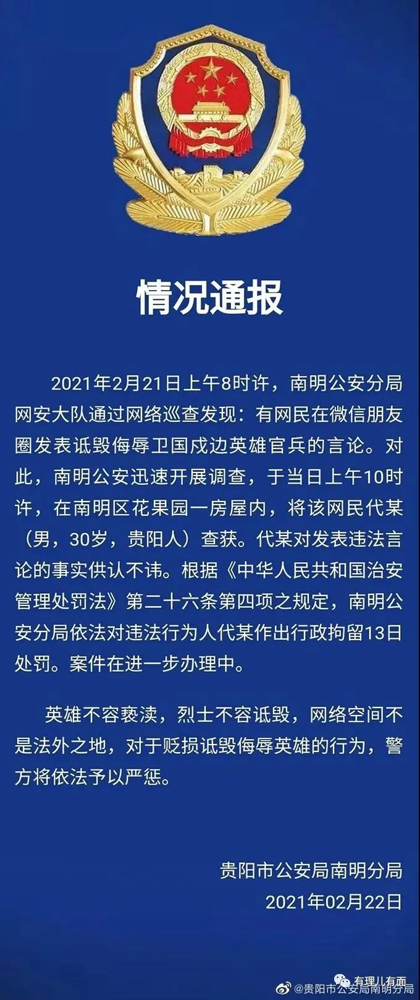 情况通报
2021年2月21日上午8时许，南明公安分局
网安大队通过网络巡查发现：有网民在微信朋友
圈发表诋毁侮辱卫国戍边英雄官兵的言论。对
此，南明公安迅速开展调查，于当日上午10时
许，在南明区花果园一房屋内，将该网民代某
（男，30岁，贵阳人）查获。代某对发表违法言
论的事实供认不讳。根据《中华人民共和国治安
管理处罚法》第二十六条第四项之规定，南明公
安分局依法对违法行为人代某作出行政拘留13日
处罚。案件在进一步办理中。
英雄不容亵渎，烈士不容诋毁，网络空间不
是法外之地，对于贬损诋毁侮辱英雄的行为，警
方将依法予以严惩。
贵阳市公安局南明分局
2021年02月22日
有理儿有面
@贵阳市公安局南明分局